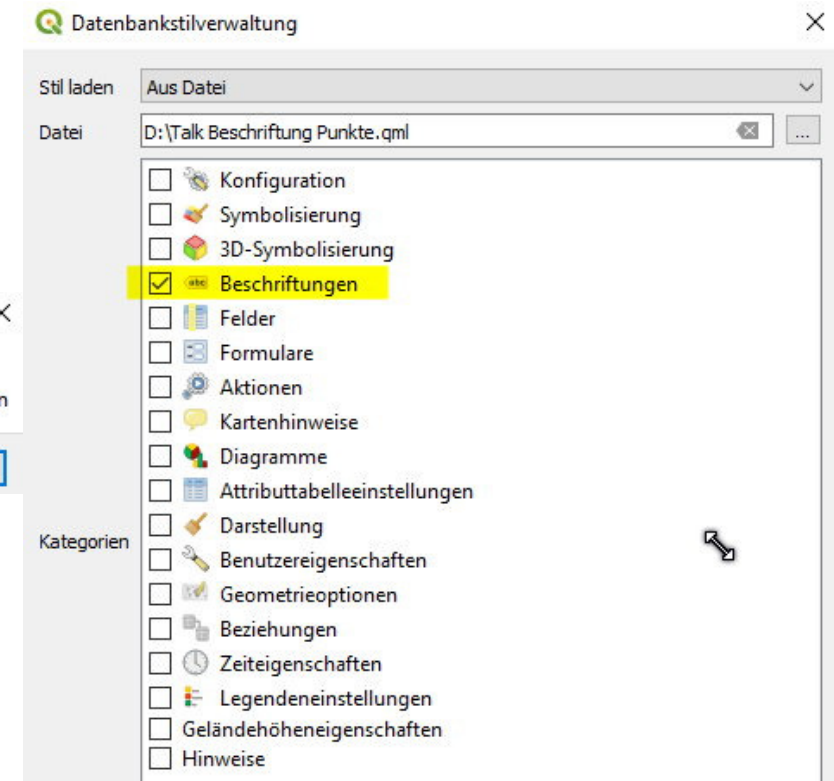 Datenbankstilverwaltung
Stil laden Aus Datei
Datei D:\Talk Beschriftung Punkte.qml ...
Konfiguration
Symbolisierung
3D-Symbolisierung
abc Beschriftungen
Felder
n Formulare
Aktionen
Kartenhinweise
Diagramme
Attributtabelleeinstellungen
Kategorien Darstellung
Benutzereigenschaften
Geometrieoptionen
Beziehungen
Zeiteigenschaften
Legendeneinstellungen
Geländehöheneigenschaften
Hinweise